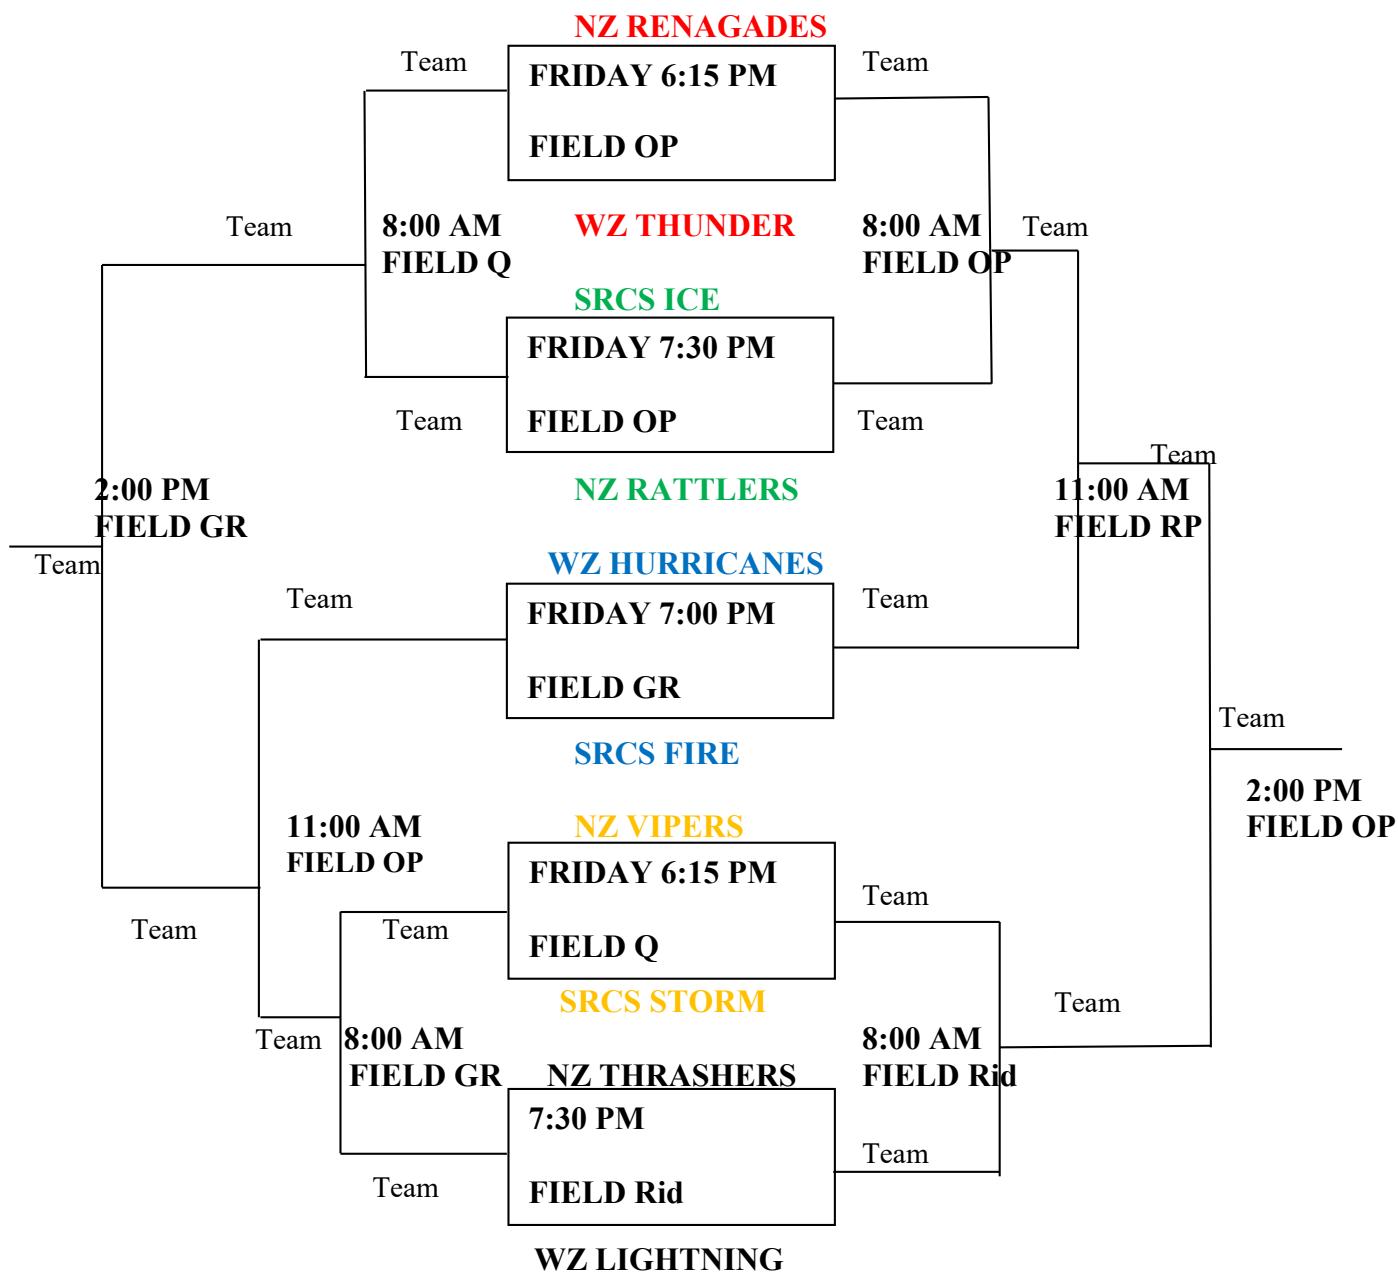 NZ RENAGADES
Team
FRIDAY 6:15 PM
Team
FIELD OP
Team
8:00 AM
FIELD Q
WZ THUNDER
8:00 AM
FIELD OP
Team
SRCS ICE
FRIDAY 7:30 PM
Team
FIELD OP
Team
Team
2:00 PM
FIELD GR
NZ RATTLERS
11:00 AM
FIELD RP
Team
WZ HURRICANES
Team
FRIDAY 7:00 PM
Team
FIELD GR
Team
SRCS FIRE
2:00 PM
FIELD OP
11:00 AM
FIELD OP
NZ VIPERS
FRIDAY 6:15 PM
Team
Team
Team
FIELD Q
SRCS STORM
Team
Team
8:00 AM
FIELD GR
NZ THRASHERS
8:00 AM
FIELD Rid
7:30 PM
Team
Team
FIELD Rid
WZ LIGHTNING